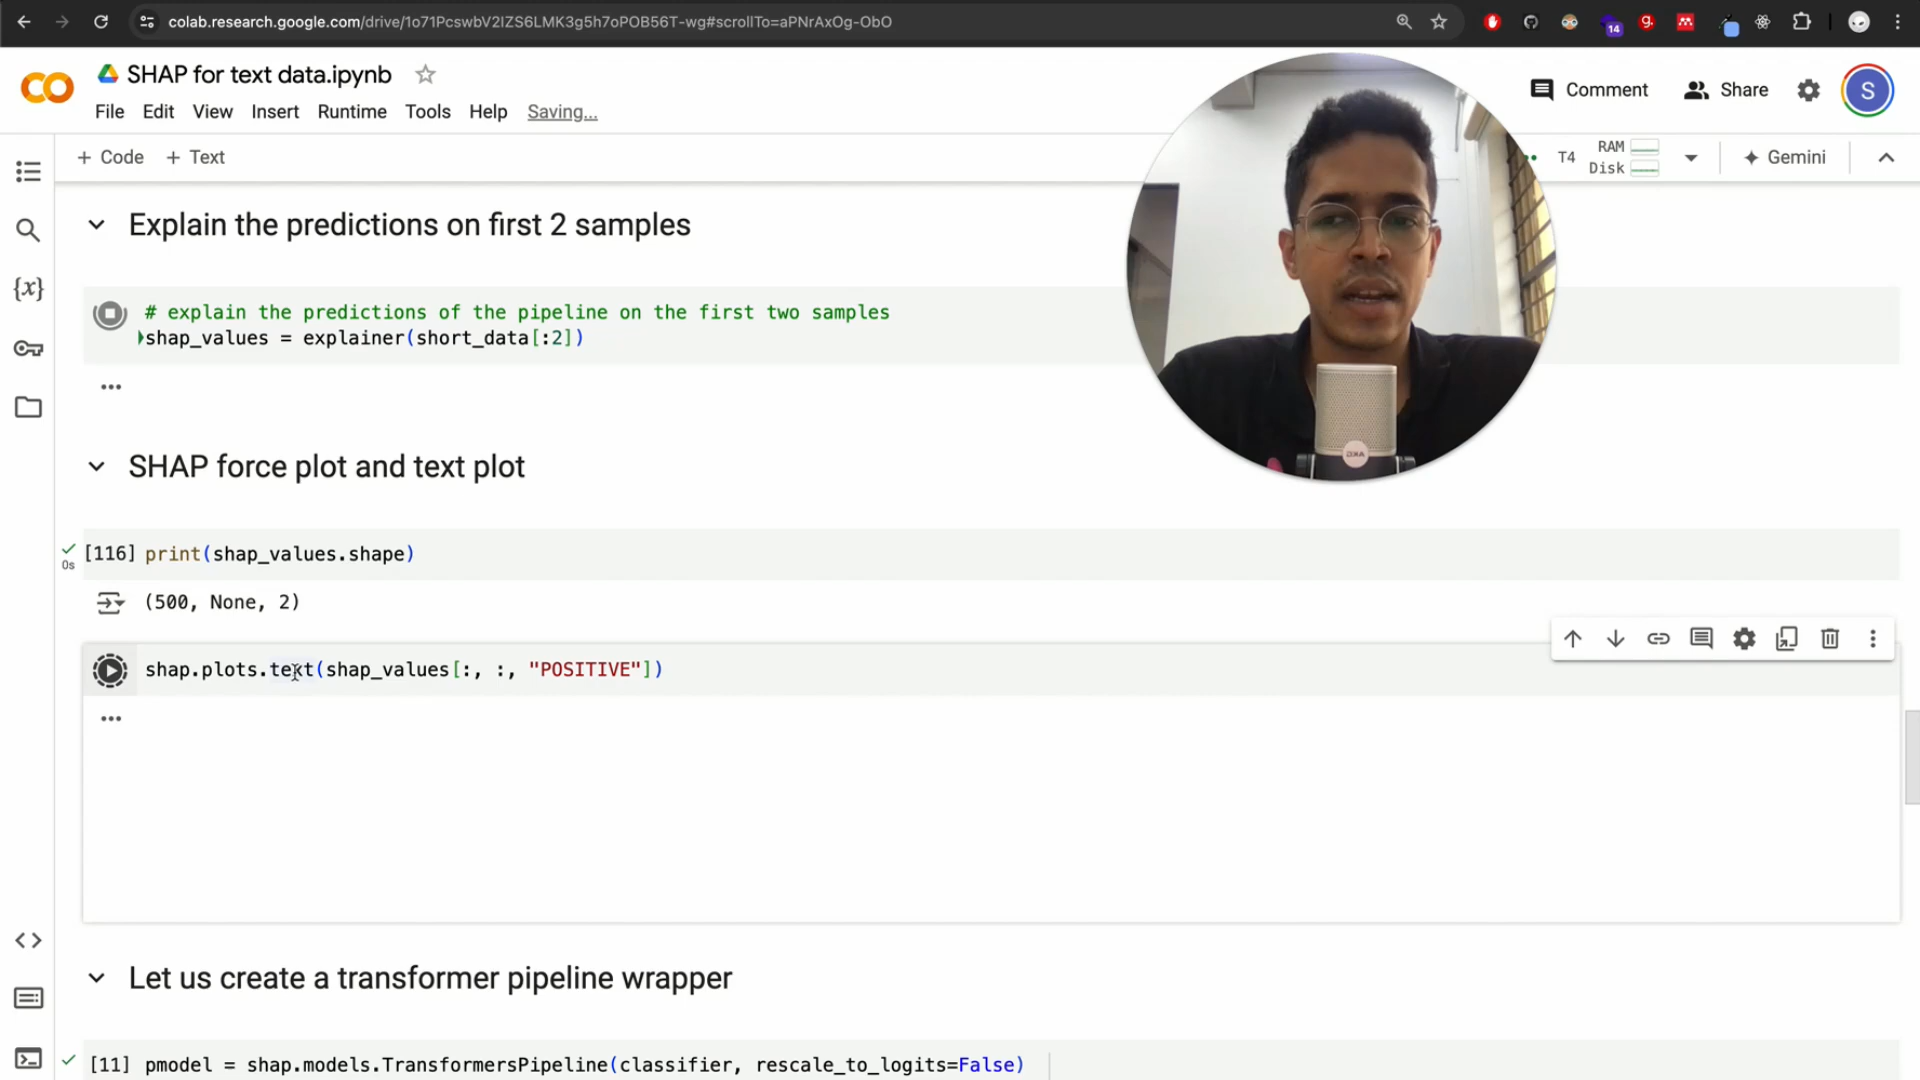 colab.research.google.com/drive/1o71PcswbV2IZS6LMK3g5h7oPOB56T-wg#scrollTo=aPNrAxOg-ObO
14
SHAP for text data.ipynb
Comment
Share
S
File Edit View Insert Runtime Tools Help Saving...
+ Code + Text
T4
RAM
Disk
Gemini
Explain the predictions on first 2 samples
{x}
# explain the predictions of the pipeline on the first two samples
shap_values = explainer(short_data[:2])
...
SHAP force plot and text plot
0s
[116] print(shap_values.shape)
(500, None, 2)
shap.plots.text(shap_values[:, :, "POSITIVE"])
...
Let us create a transformer pipeline wrapper
[11] pmodel = shap.models.TransformersPipeline(classifier, rescale_to_logits=False)